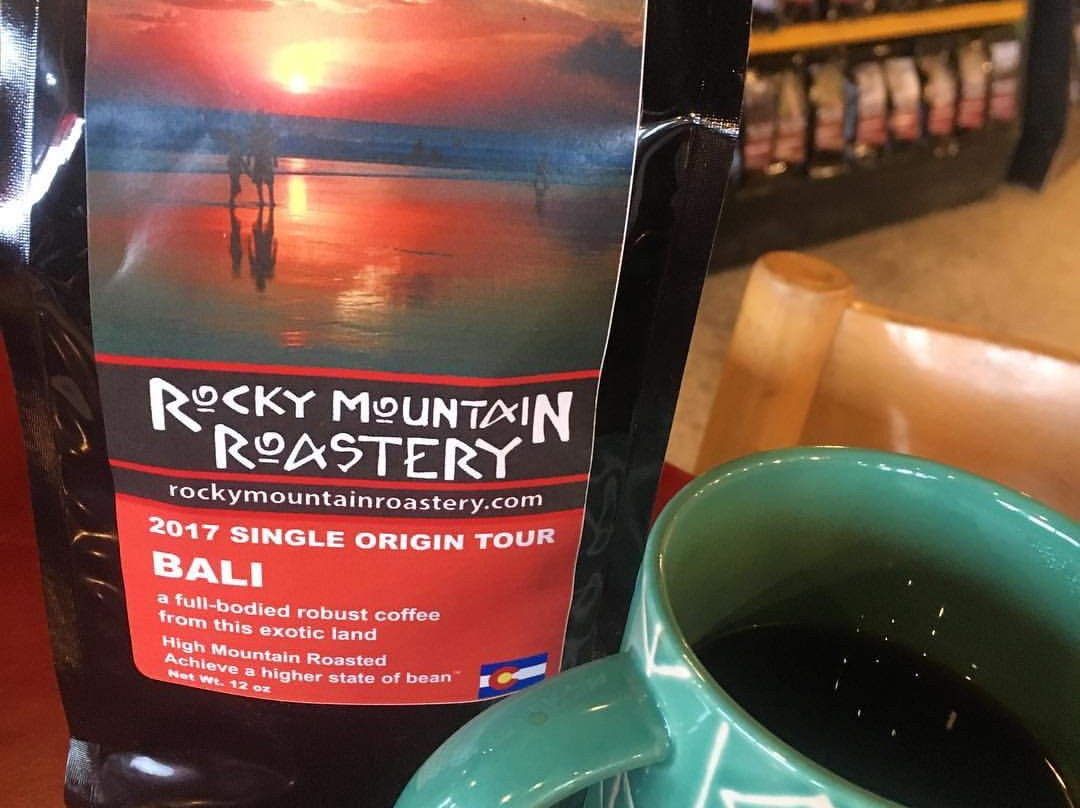 ROCKY MOUNTAIN
ROASTERY
rockymountainroastery.com
2017 SINGLE ORIGIN TOUR
BALI
a full-bodied robust coffee
from this exotic land
High Mountain Roasted
Achieve a higher state of bean™
Net Wt. 12 oz